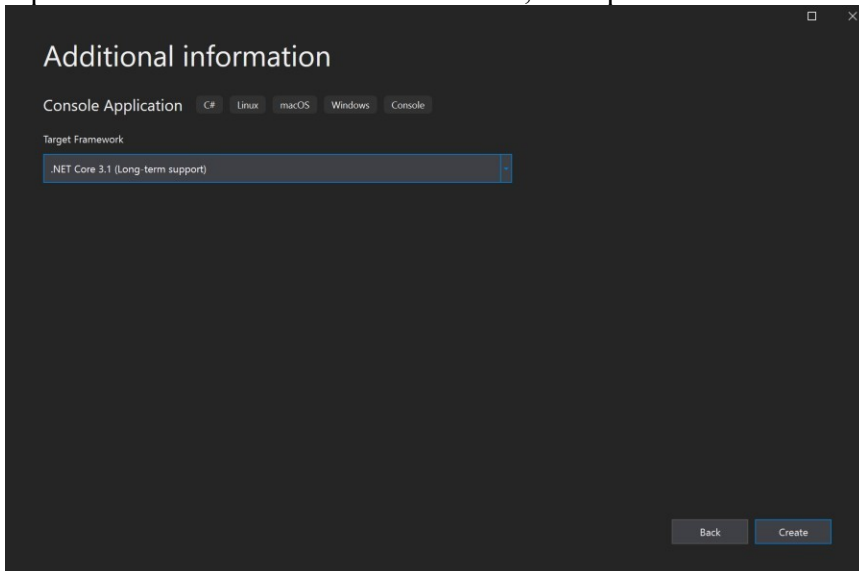 Additional information
Console Application C# Linux macOS Windows Console
Target Framework
.NET Core 3.1 (Long-term support)
Back Create